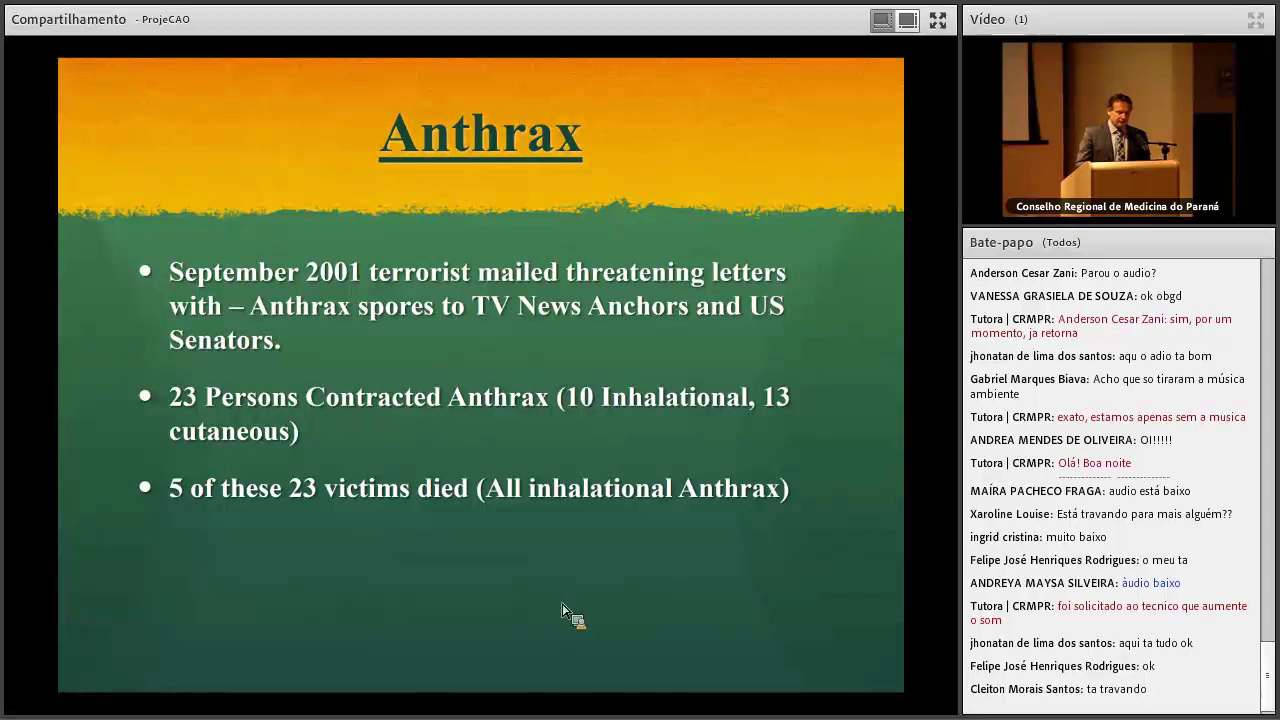 Compartilhamento - ProjeCAO
Anthrax
September 2001 terrorist mailed threatening letters
with – Anthrax spores to TV News Anchors and US
Senators.
23 Persons Contracted Anthrax (10 Inhalational, 13
cutaneous)
5 of these 23 victims died (All inhalational Anthrax)
Vídeo (1)
Conselho Regional de Medicina do Paraná
Bate-papo (Todos)
Anderson Cesar Zani: Parou o audio?
VANESSA GRASIELA DE SOUZA: ok obgd
Tutora | CRMPR: Anderson Cesar Zani: sim, por um
momento, ja retorna
jhonatan de lima dos santos: aqu o adio ta bom
Gabriel Marques Biava: Acho que so tiraram a música
ambiente
Tutora | CRMPR: exato, estamos apenas sem a musica
ANDREA MENDES DE OLIVEIRA: OI!!!!!
Tutora | CRMPR: Olá! Boa noite
MAÍRA PACHECO FRAGA: audio está baixo
Xaroline Louise: Está travando para mais alguém??
ingrid cristina: muito baixo
Felipe José Henriques Rodrigues: o meu ta
ANDREYA MAYSA SILVEIRA: àudio baixo
Tutora | CRMPR: foi solicitado ao tecnico que aumente
o som
jhonatan de lima dos santos: aqui ta tudo ok
Felipe José Henriques Rodrigues: ok
Cleiton Morais Santos: ta travando